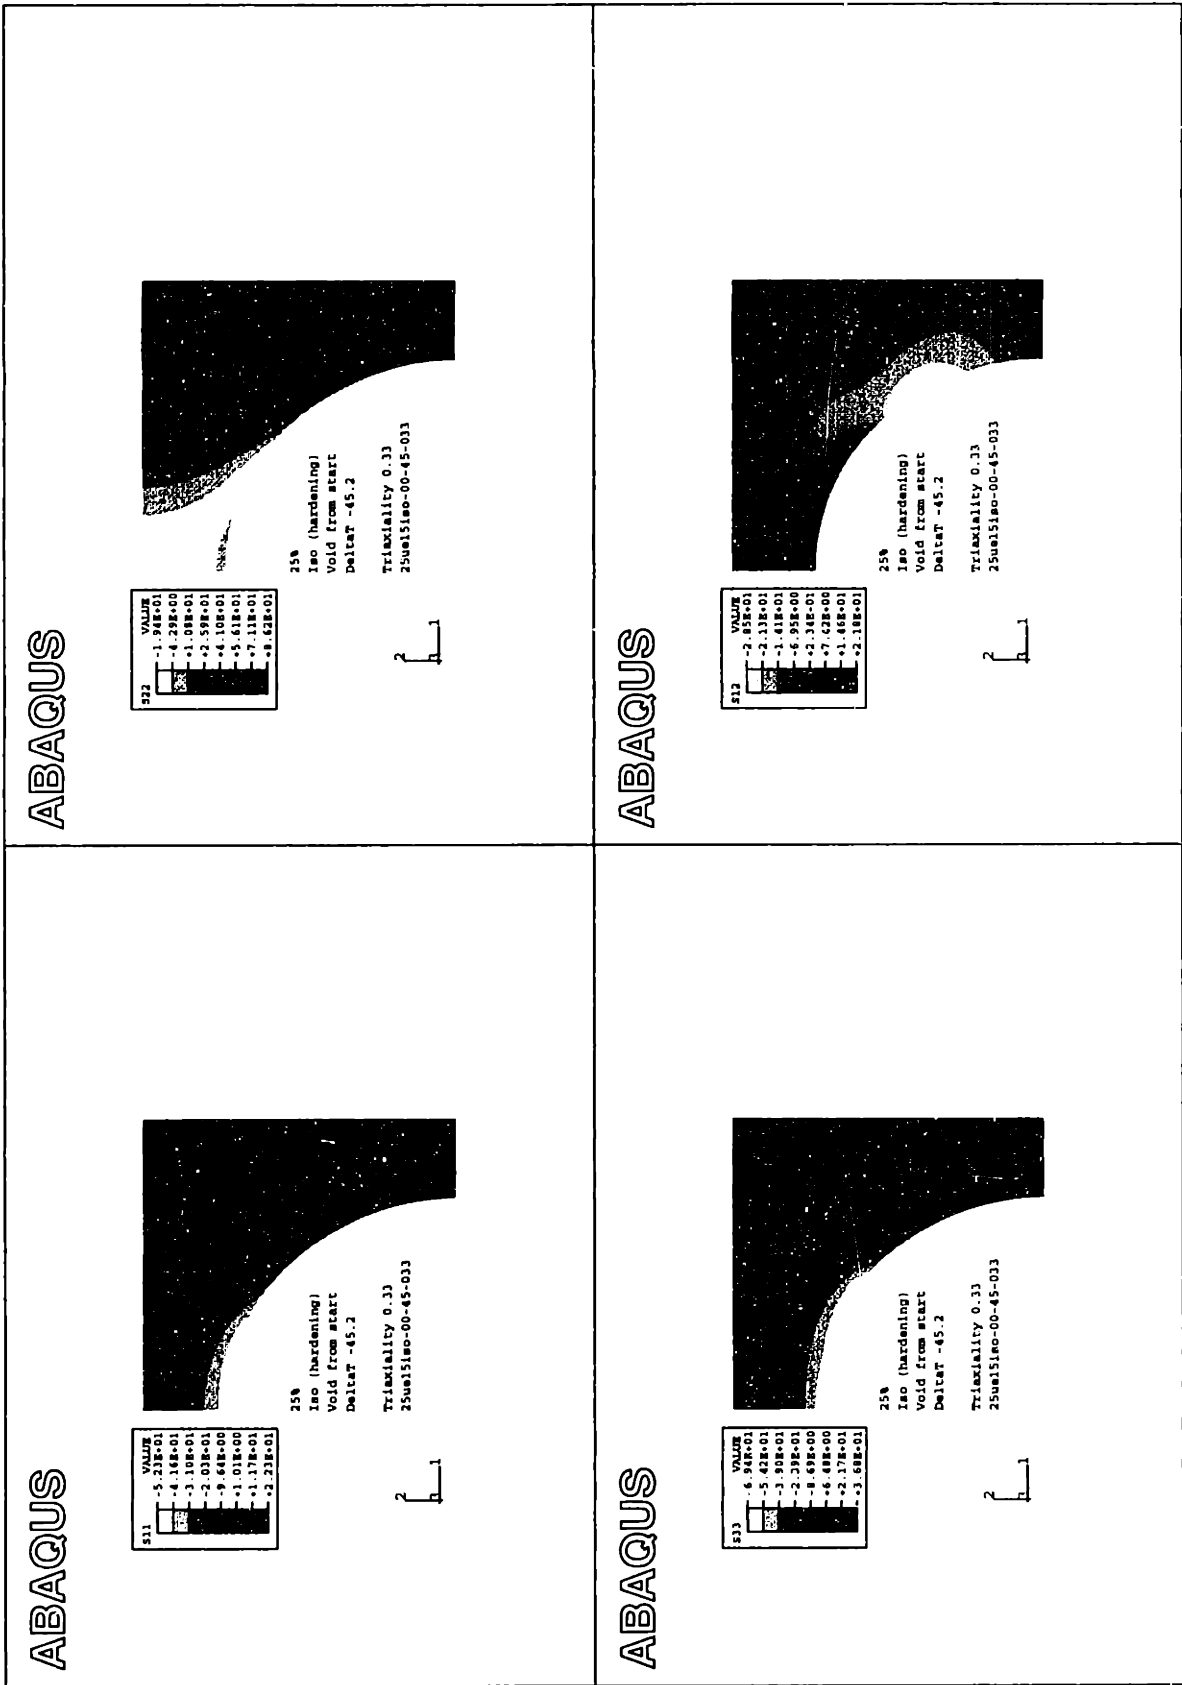 ABAQUS
S11 VALUE
-5.23E+01
-4.16E+01
-3.10E+01
-2.03E+01
-9.64E+00
+1.01E+00
+1.17E+01
+2.23E+01
25%
Iso (hardening)
Void from start
DeltaT -45.2
Triaxiality 0.33
25uel5iso-00-45-033
2
3 1
ABAQUS
S22 VALUE
-1.94E+01
-4.29E+00
+1.08E+01
+2.59E+01
+4.10E+01
+5.61E+01
+7.11E+01
+8.62E+01
25%
Iso (hardening)
Void from start
DeltaT -45.2
Triaxiality 0.33
25uel5iso-00-45-033
2
3 1
ABAQUS
S33 VALUE
-6.94E+01
-5.42E+01
-3.90E+01
-2.39E+01
-8.69E+00
+6.48E+00
+2.17E+01
+3.68E+01
25%
Iso (hardening)
Void from start
DeltaT -45.2
Triaxiality 0.33
25uel5iso-00-45-033
2
3 1
ABAQUS
S12 VALUE
-2.85E+01
-2.13E+01
-1.41E+01
-6.95E+00
+2.34E-01
+7.42E+00
+1.46E+01
+2.18E+01
25%
Iso (hardening)
Void from start
DeltaT -45.2
Triaxiality 0.33
25uel5iso-00-45-033
2
3 1